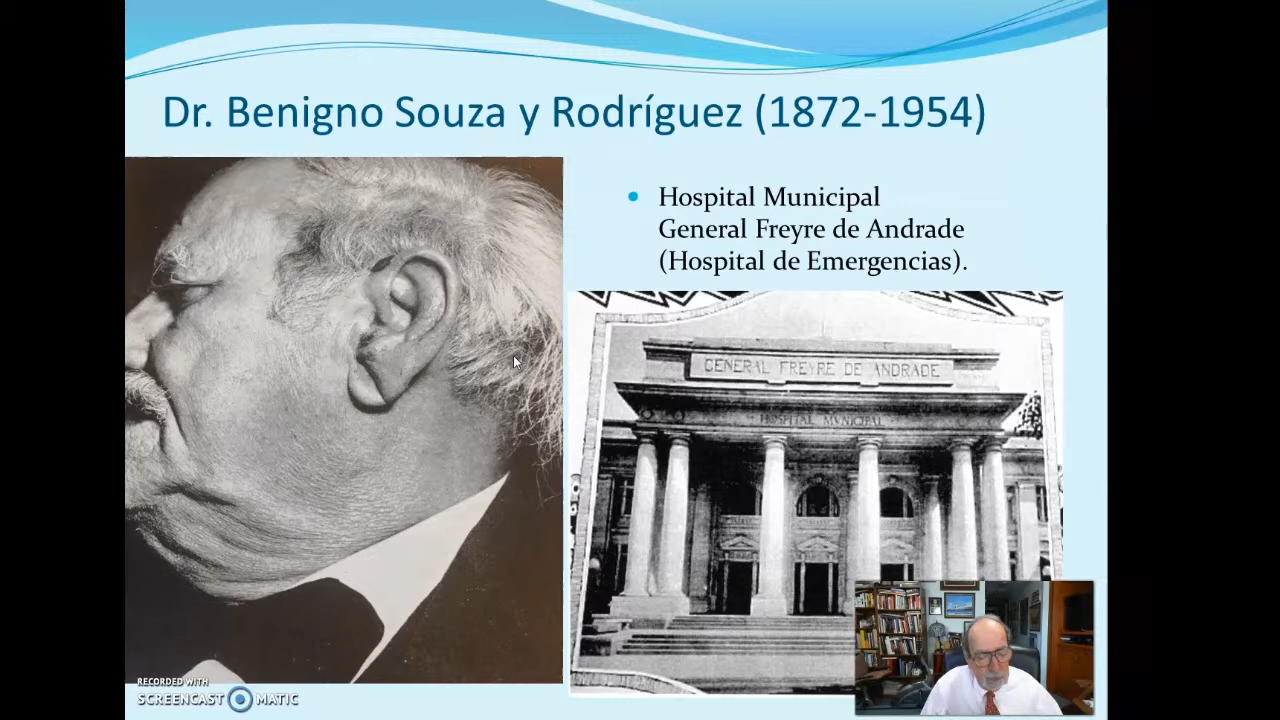 Dr. Benigno Souza y Rodríguez (1872-1954)
Hospital Municipal
General Freyre de Andrade
(Hospital de Emergencias).
GENERAL FREYRE DE ANDRADE
HOSPITAL MUNICIPAL
RECORDED WITH
SCREENCAST MATIC